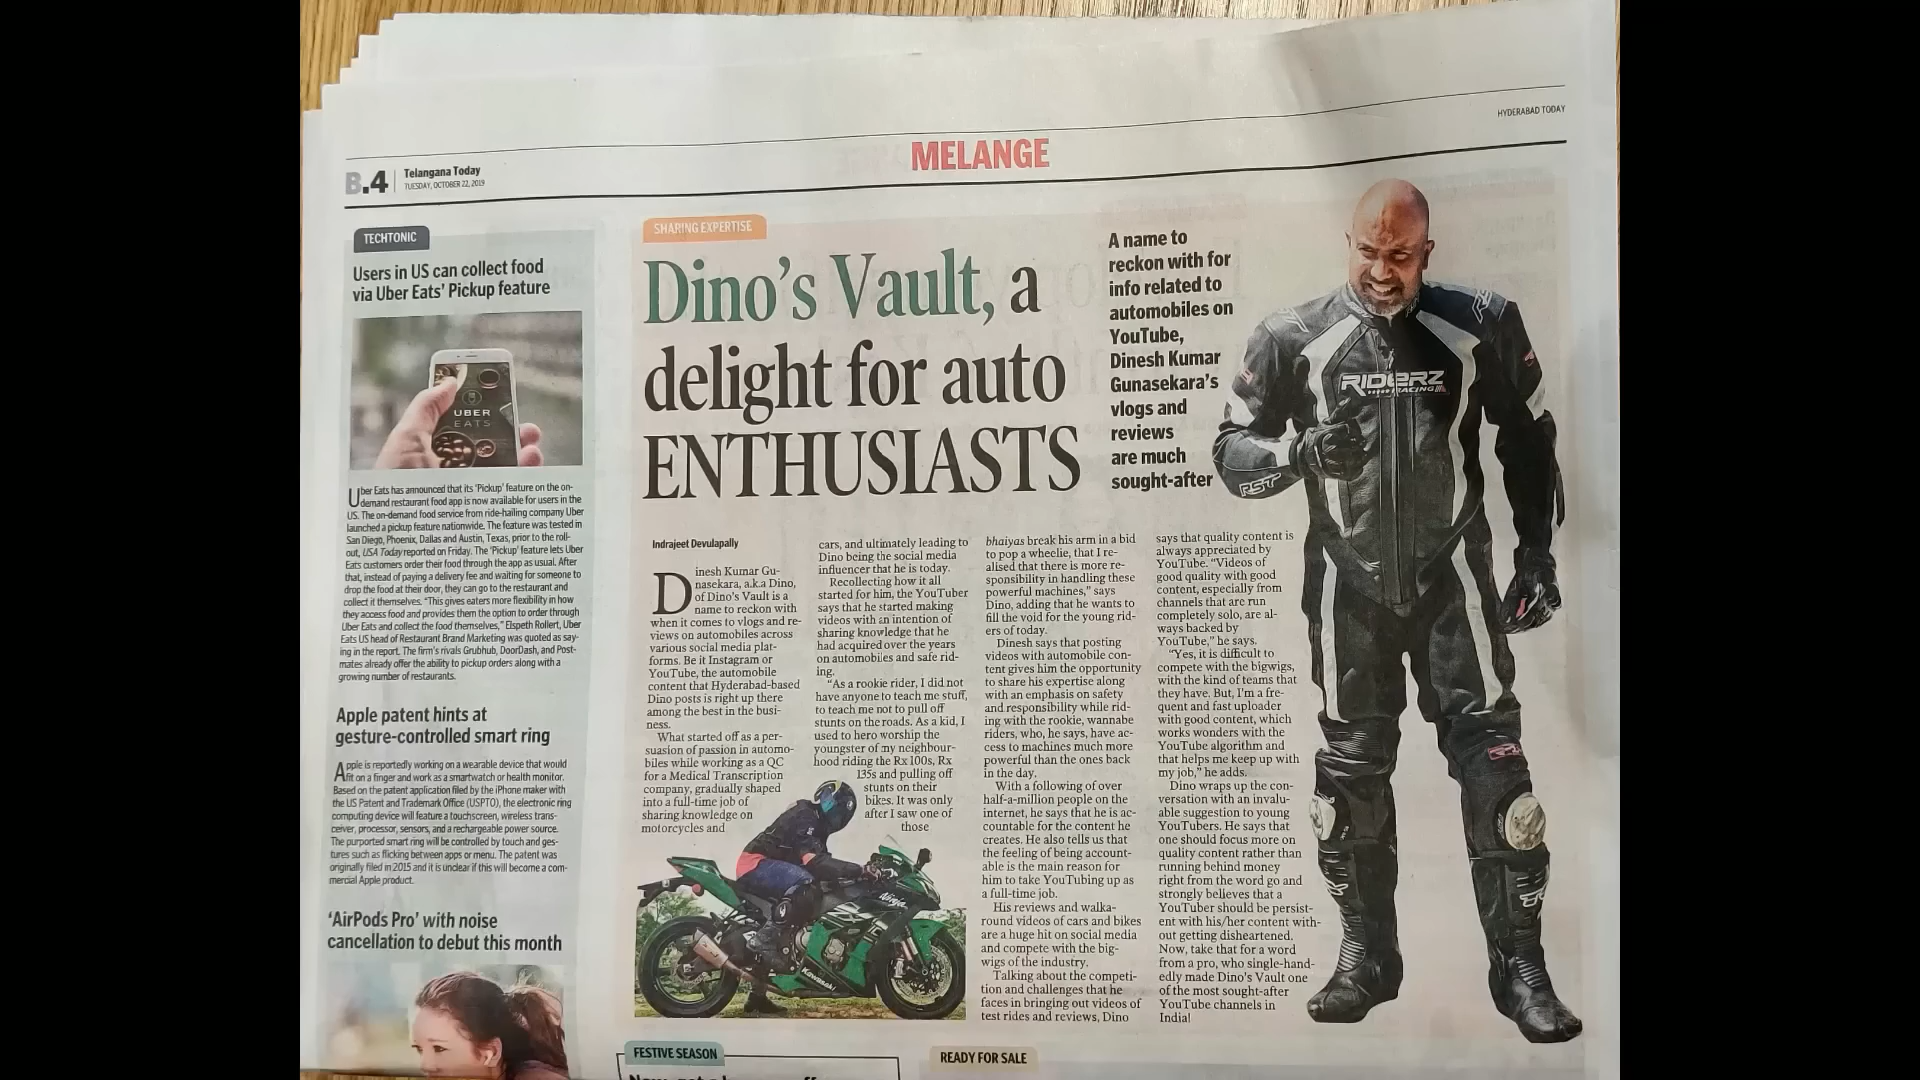 HYDERABAD TODAY
MELANGE
B.4
Telangana Today
TUESDAY, OCTOBER 22, 2019
TECHTONIC
Users in US can collect food
via Uber Eats’ Pickup feature
UBER
EATS
Uber Eats has announced that its ‘Pickup’ feature on the on-
demand restaurant food app is now available for users in the
US. The on-demand food service from ride-hailing company Uber
launched a pickup feature nationwide. The feature was tested in
San Diego, Phoenix, Dallas and Austin, Texas, prior to the roll-
out, USA Today reported on Friday. The ‘Pickup’ feature lets Uber
Eats customers order their food through the app as usual. After
that, instead of paying a delivery fee and waiting for someone to
drop the food at their door, they can go to the restaurant and
collect it themselves. “This gives eaters more flexibility in how
they access food and provides them the option to order through
Uber Eats and collect the food themselves,” Elspeth Rollert, Uber
Eats US head of Restaurant Brand Marketing was quoted as say-
ing in the report. The firm’s rivals Grubhub, DoorDash, and Post-
mates already offer the ability to pickup orders along with a
growing number of restaurants.
Apple patent hints at
gesture-controlled smart ring
Apple is reportedly working on a wearable device that would
fit on a finger and work as a smartwatch or health monitor.
Based on the patent application filed by the iPhone maker with
the US Patent and Trademark Office (USPTO), the electronic ring
computing device will feature a touchscreen, wireless trans-
ceiver, processor, sensors, and a rechargeable power source.
The purported smart ring will be controlled by touch and ges-
tures such as flicking between apps or menu. The patent was
originally filed in 2015 and it is unclear if this will become a com-
mercial Apple product.
‘AirPods Pro’ with noise
cancellation to debut this month
SHARING EXPERTISE
Dino’s Vault, a
delight for auto
ENTHUSIASTS
A name to
reckon with for
info related to
automobiles on
YouTube,
Dinesh Kumar
Gunasekara’s
vlogs and
reviews
are much
sought-after
RIDERZ
RACING
RST
Indrajeet Devulapally
Dinesh Kumar Gu-
nasekara, a.k.a Dino,
of Dino’s Vault is a
name to reckon with
when it comes to vlogs and re-
views on automobiles across
various social media plat-
forms. Be it Instagram or
YouTube, the automobile
content that Hyderabad-based
Dino posts is right up there
among the best in the busi-
ness.
What started off as a per-
suasion of passion in automo-
biles while working as a QC
for a Medical Transcription
company, gradually shaped
into a full-time job of
sharing knowledge on
motorcycles and
cars, and ultimately leading to
Dino being the social media
influencer that he is today.
Recollecting how it all
started for him, the YouTuber
says that he started making
videos with an intention of
sharing knowledge that he
had acquired over the years
on automobiles and safe rid-
ing.
“As a rookie rider, I did not
have anyone to teach me stuff,
to teach me not to pull off
stunts on the roads. As a kid, I
used to hero worship the
youngster of my neighbour-
hood riding the Rx 100s, Rx
135s and pulling off
stunts on their
bikes. It was only
after I saw one of
those
Ninja
Kawasaki
bhaiyas break his arm in a bid
to pop a wheelie, that I re-
alised that there is more re-
sponsibility in handling these
powerful machines,” says
Dino, adding that he wants to
fill the void for the young rid-
ers of today.
Dinesh says that posting
videos with automobile con-
tent gives him the opportunity
to share his expertise along
with an emphasis on safety
and responsibility while rid-
ing with the rookie, wannabe
riders, who, he says, have ac-
cess to machines much more
powerful than the ones back
in the day.
With a following of over
half-a-million people on the
internet, he says that he is ac-
countable for the content he
creates. He also tells us that
the feeling of being account-
able is the main reason for
him to take YouTubing up as
a full-time job.
His reviews and walka-
round videos of cars and bikes
are a huge hit on social media
and compete with the big-
wigs of the industry.
Talking about the competi-
tion and challenges that he
faces in bringing out videos of
test rides and reviews, Dino
says that quality content is
always appreciated by
YouTube. “Videos of
good quality with good
content, especially from
channels that are run
completely solo, are al-
ways backed by
YouTube,” he says.
“Yes, it is difficult to
compete with the bigwigs,
with the kind of teams that
they have. But, I’m a fre-
quent and fast uploader
with good content, which
works wonders with the
YouTube algorithm and
that helps me keep up with
my job,” he adds.
Dino wraps up the con-
versation with an invalu-
able suggestion to young
YouTubers. He says that
one should focus more on
quality content rather than
running behind money
right from the word go and
strongly believes that a
YouTuber should be persist-
ent with his/her content with-
out getting disheartened.
Now, take that for a word
from a pro, who single-hand-
edly made Dino’s Vault one
of the most sought-after
YouTube channels in
India!
FESTIVE SEASON
READY FOR SALE